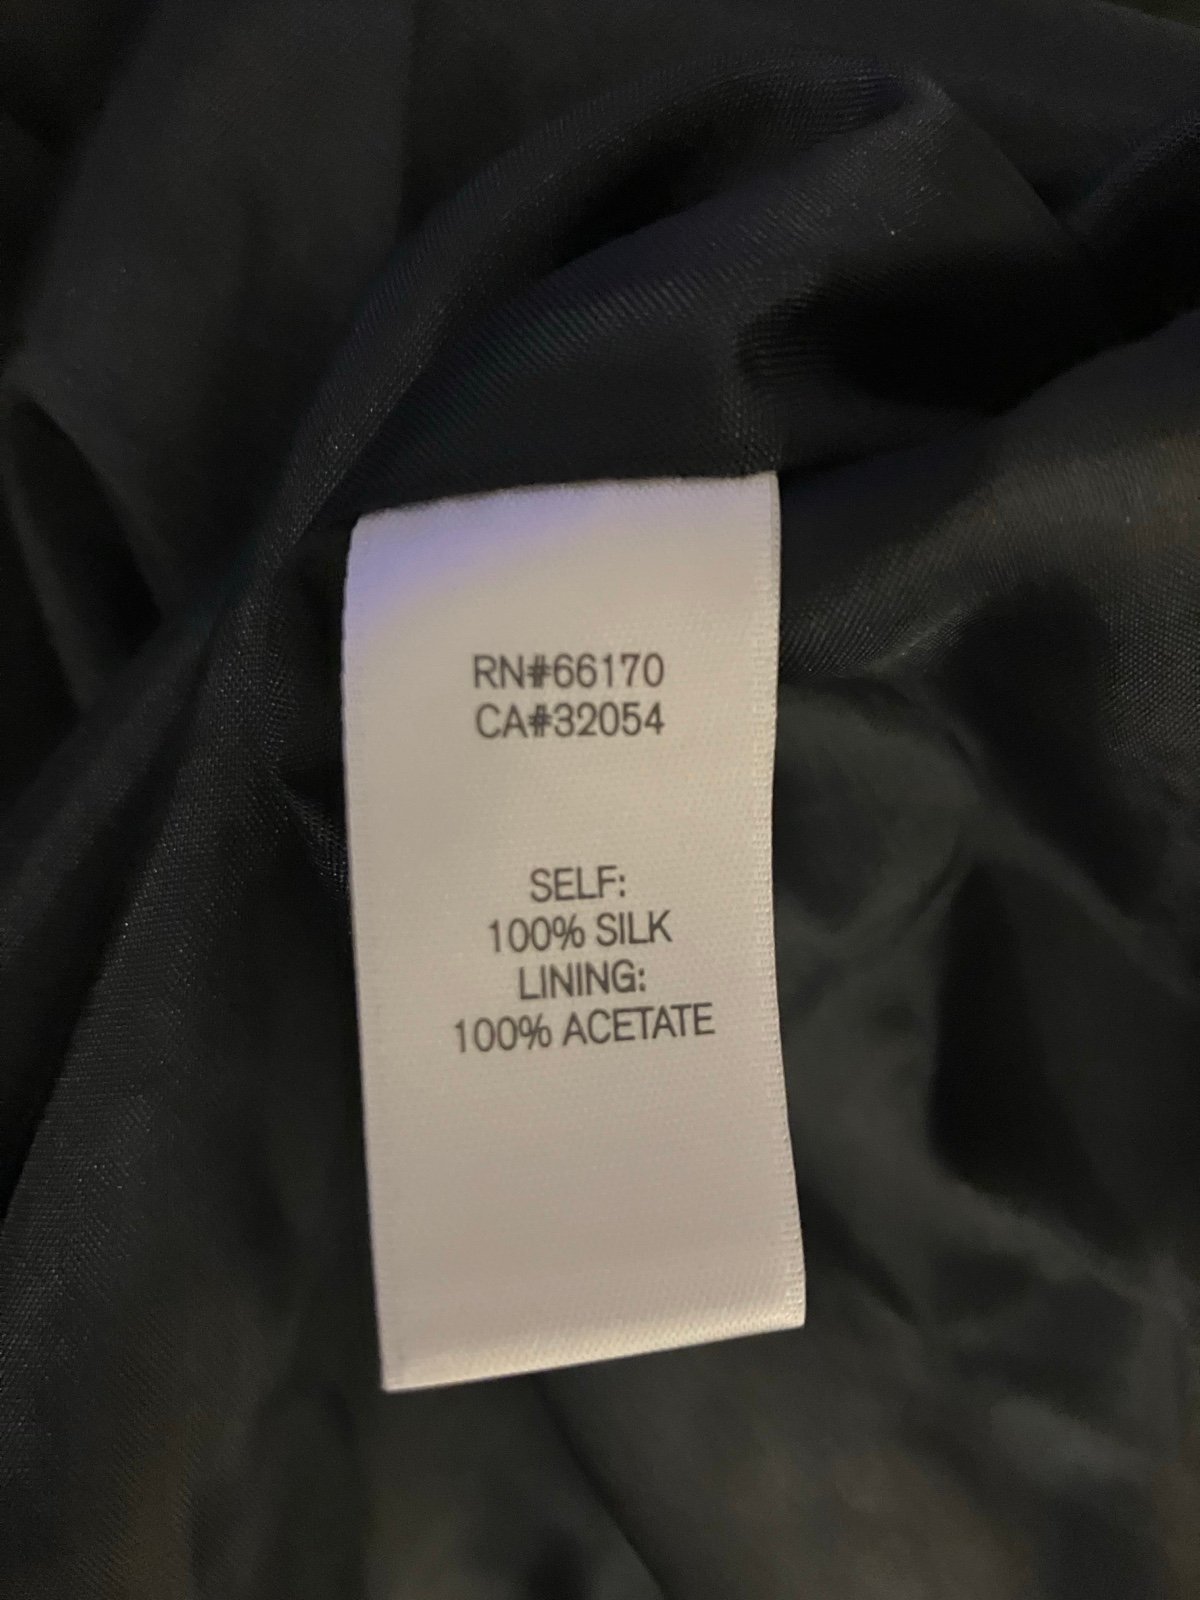 RN#66170
CA#32054
SELF:
100% SILK
LINING:
100% ACETATE